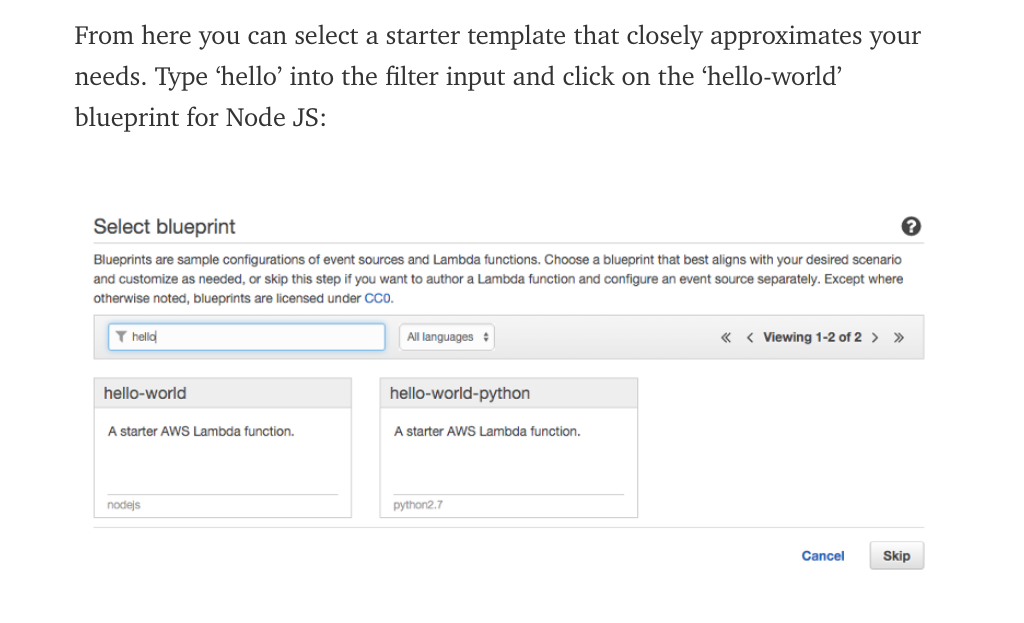 From here you can select a starter template that closely approximates your
needs. Type ‘hello’ into the filter input and click on the ‘hello-world’
blueprint for Node JS:
Select blueprint
Blueprints are sample configurations of event sources and Lambda functions. Choose a blueprint that best aligns with your desired scenario
and customize as needed, or skip this step if you want to author a Lambda function and configure an event source separately. Except where
otherwise noted, blueprints are licensed under CC0.
hello
All languages
« < Viewing 1-2 of 2 > »
hello-world
A starter AWS Lambda function.
nodejs
hello-world-python
A starter AWS Lambda function.
python2.7
Cancel
Skip